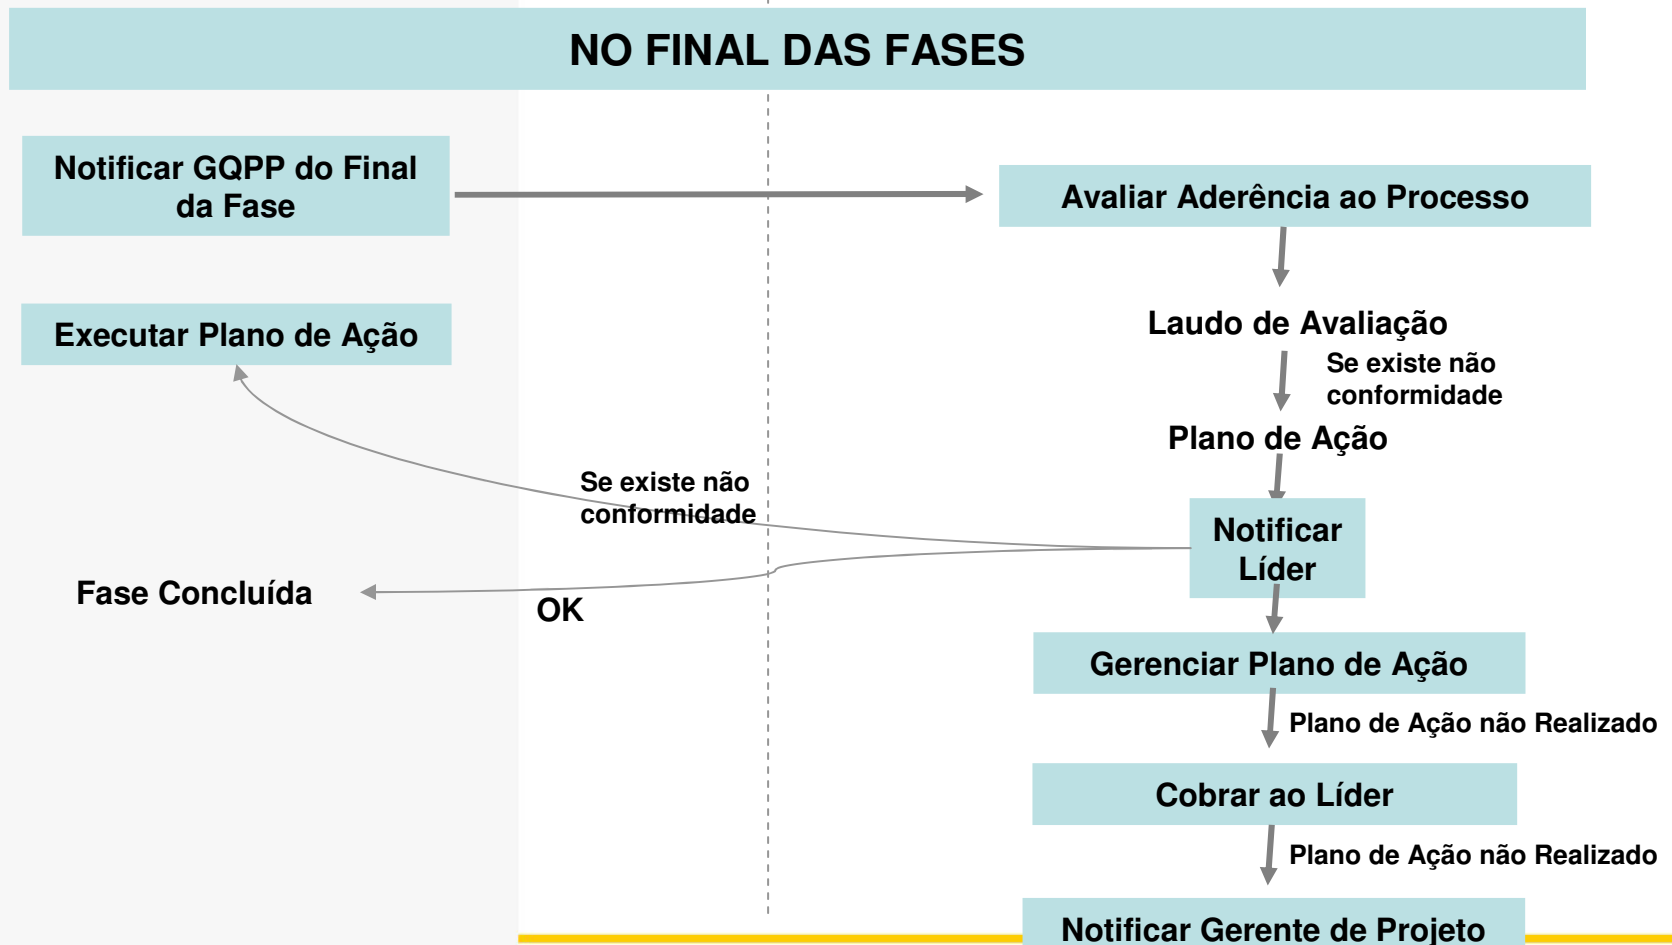 NO FINAL DAS FASES
Notificar GQPP do Final
da Fase
Avaliar Aderência ao Processo
Executar Plano de Ação
Laudo de Avaliação
Se existe não
conformidade
Plano de Ação
Se existe não
conformidade
Notificar
Líder
Fase Concluída
OK
Gerenciar Plano de Ação
Plano de Ação não Realizado
Cobrar ao Líder
Plano de Ação não Realizado
Notificar Gerente de Projeto